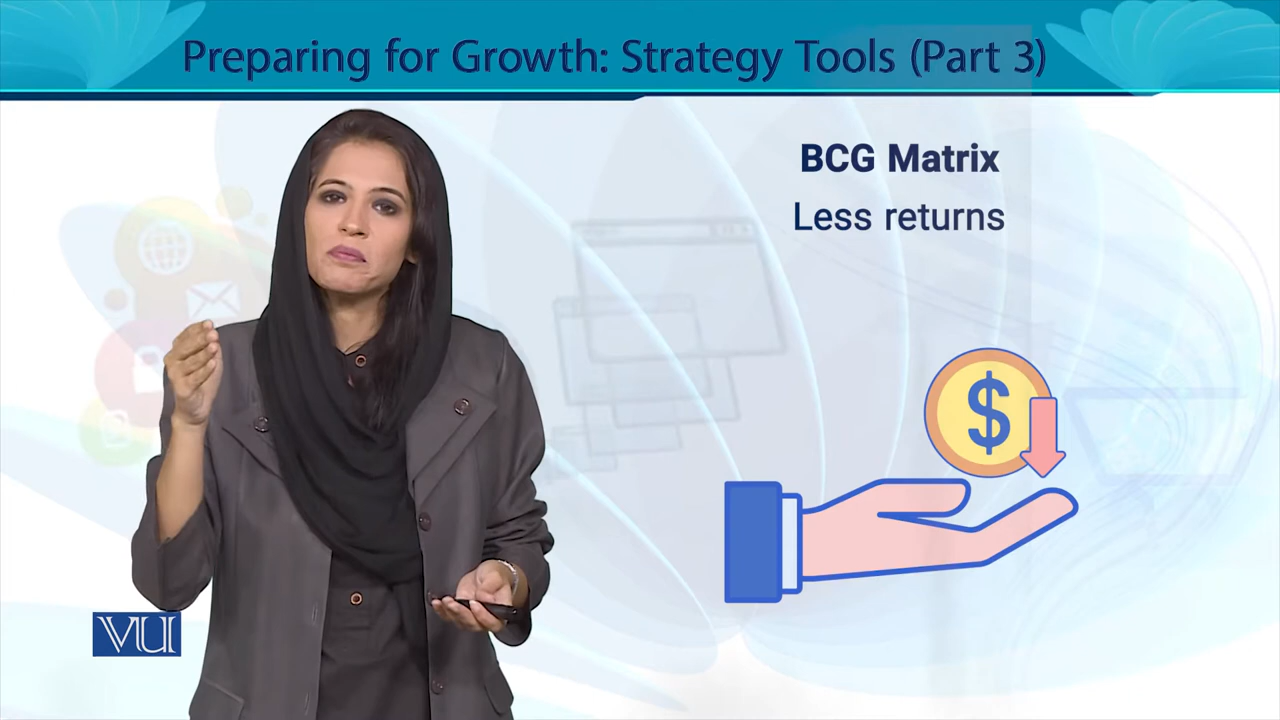 Preparing for Growth: Strategy Tools (Part 3)
BCG Matrix
Less returns
$
VU